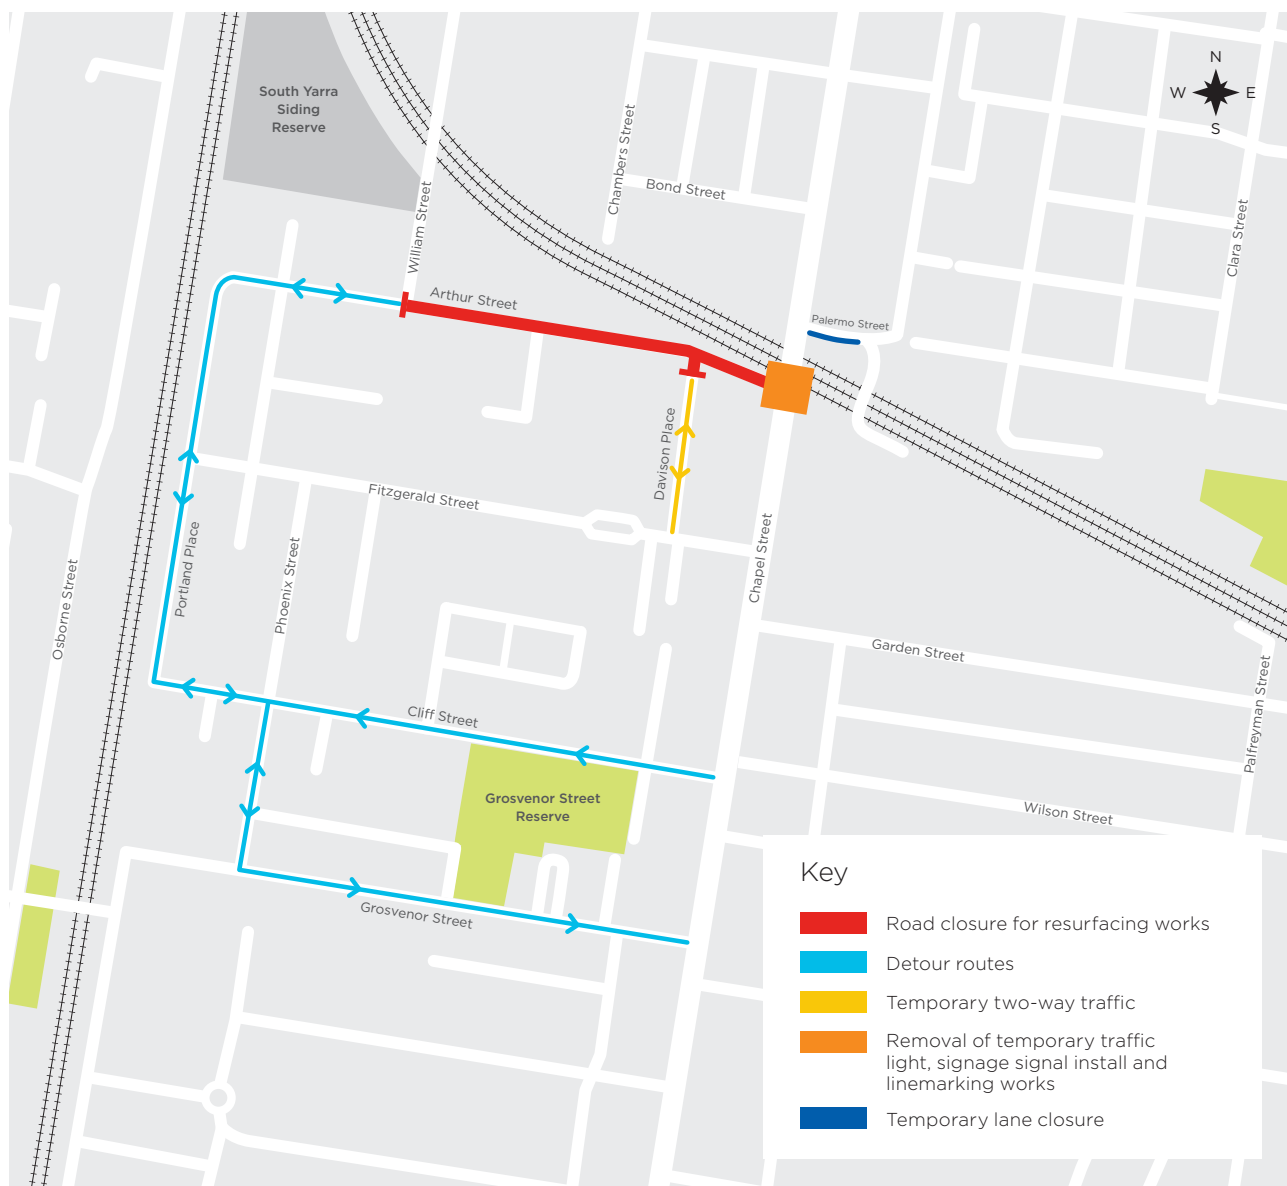 N
W E
S
South Yarra
Siding
Reserve
Chambers Street
Bond Street
William Street
Clara Street
Arthur Street
Palermo Street
Davison Place
Fitzgerald Street
Chapel Street
Portland Place
Phoenix Street
Osborne Street
Garden Street
Palfreyman Street
Cliff Street
Grosvenor Street
Reserve
Wilson Street
Grosvenor Street
Key
Road closure for resurfacing works
Detour routes
Temporary two-way traffic
Removal of temporary traffic
light, signage signal install and
linemarking works
Temporary lane closure